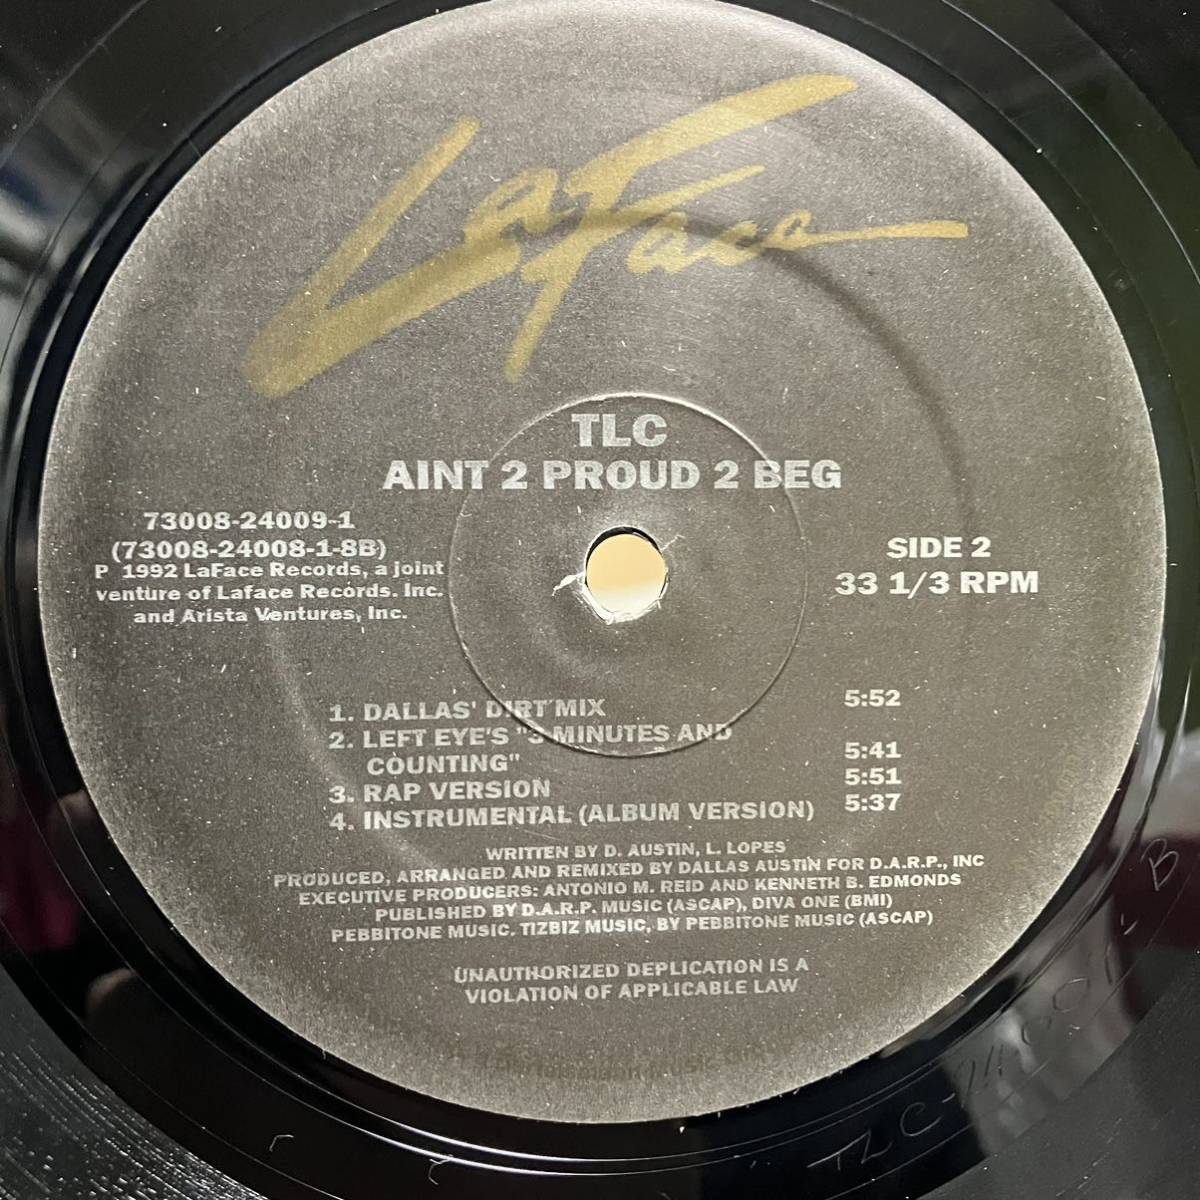 LaFace
TLC
AINT 2 PROUD 2 BEG
73008-24009-1
(73008-24008-1-8B)
P 1992 LaFace Records, a joint
venture of Laface Records. Inc.
and Arista Ventures, Inc.
SIDE 2
33 1/3 RPM
1. DALLAS' DIRT MIX 5:52
2. LEFT EYE'S "3 MINUTES AND
COUNTING" 5:41
3. RAP VERSION 5:51
4. INSTRUMENTAL (ALBUM VERSION) 5:37
WRITTEN BY D. AUSTIN, L. LOPES
PRODUCED, ARRANGED AND REMIXED BY DALLAS AUSTIN FOR D.A.R.P., INC
EXECUTIVE PRODUCERS: ANTONIO M. REID AND KENNETH B. EDMONDS
PUBLISHED BY D.A.R.P. MUSIC (ASCAP), DIVA ONE (BMI)
PEBBITONE MUSIC. TIZBIZ MUSIC, BY PEBBITONE MUSIC (ASCAP)
UNAUTHORIZED DEPLICATION IS A
VIOLATION OF APPLICABLE LAW